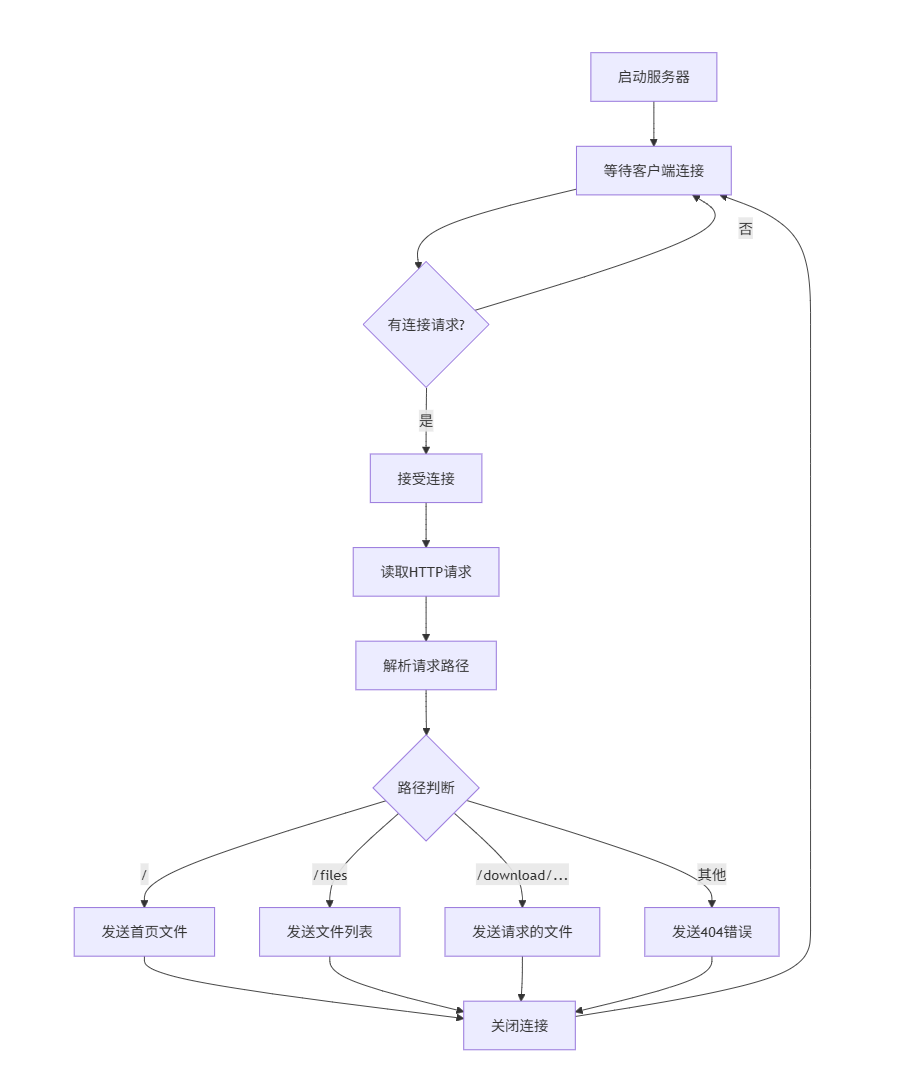 启动服务器
等待客户端连接
否
有连接请求?
是
接受连接
读取HTTP请求
解析请求路径
路径判断
/
/files
/download/...
其他
发送首页文件
发送文件列表
发送请求的文件
发送404错误
关闭连接